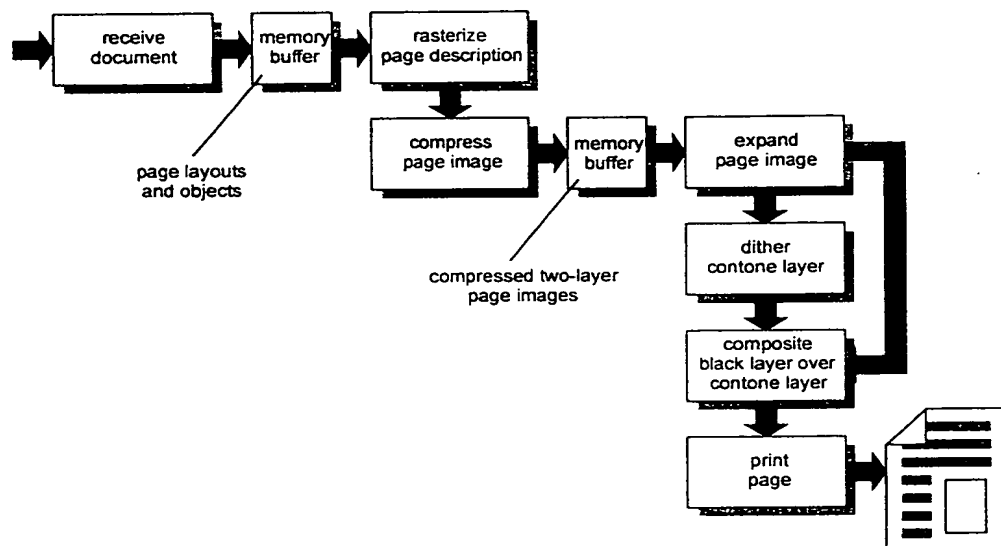 receive
document
memory
buffer
rasterize
page description
compress
page image
memory
buffer
expand
page image
page layouts
and objects
dither
contone layer
compressed two-layer
page images
composite
black layer over
contone layer
print
page